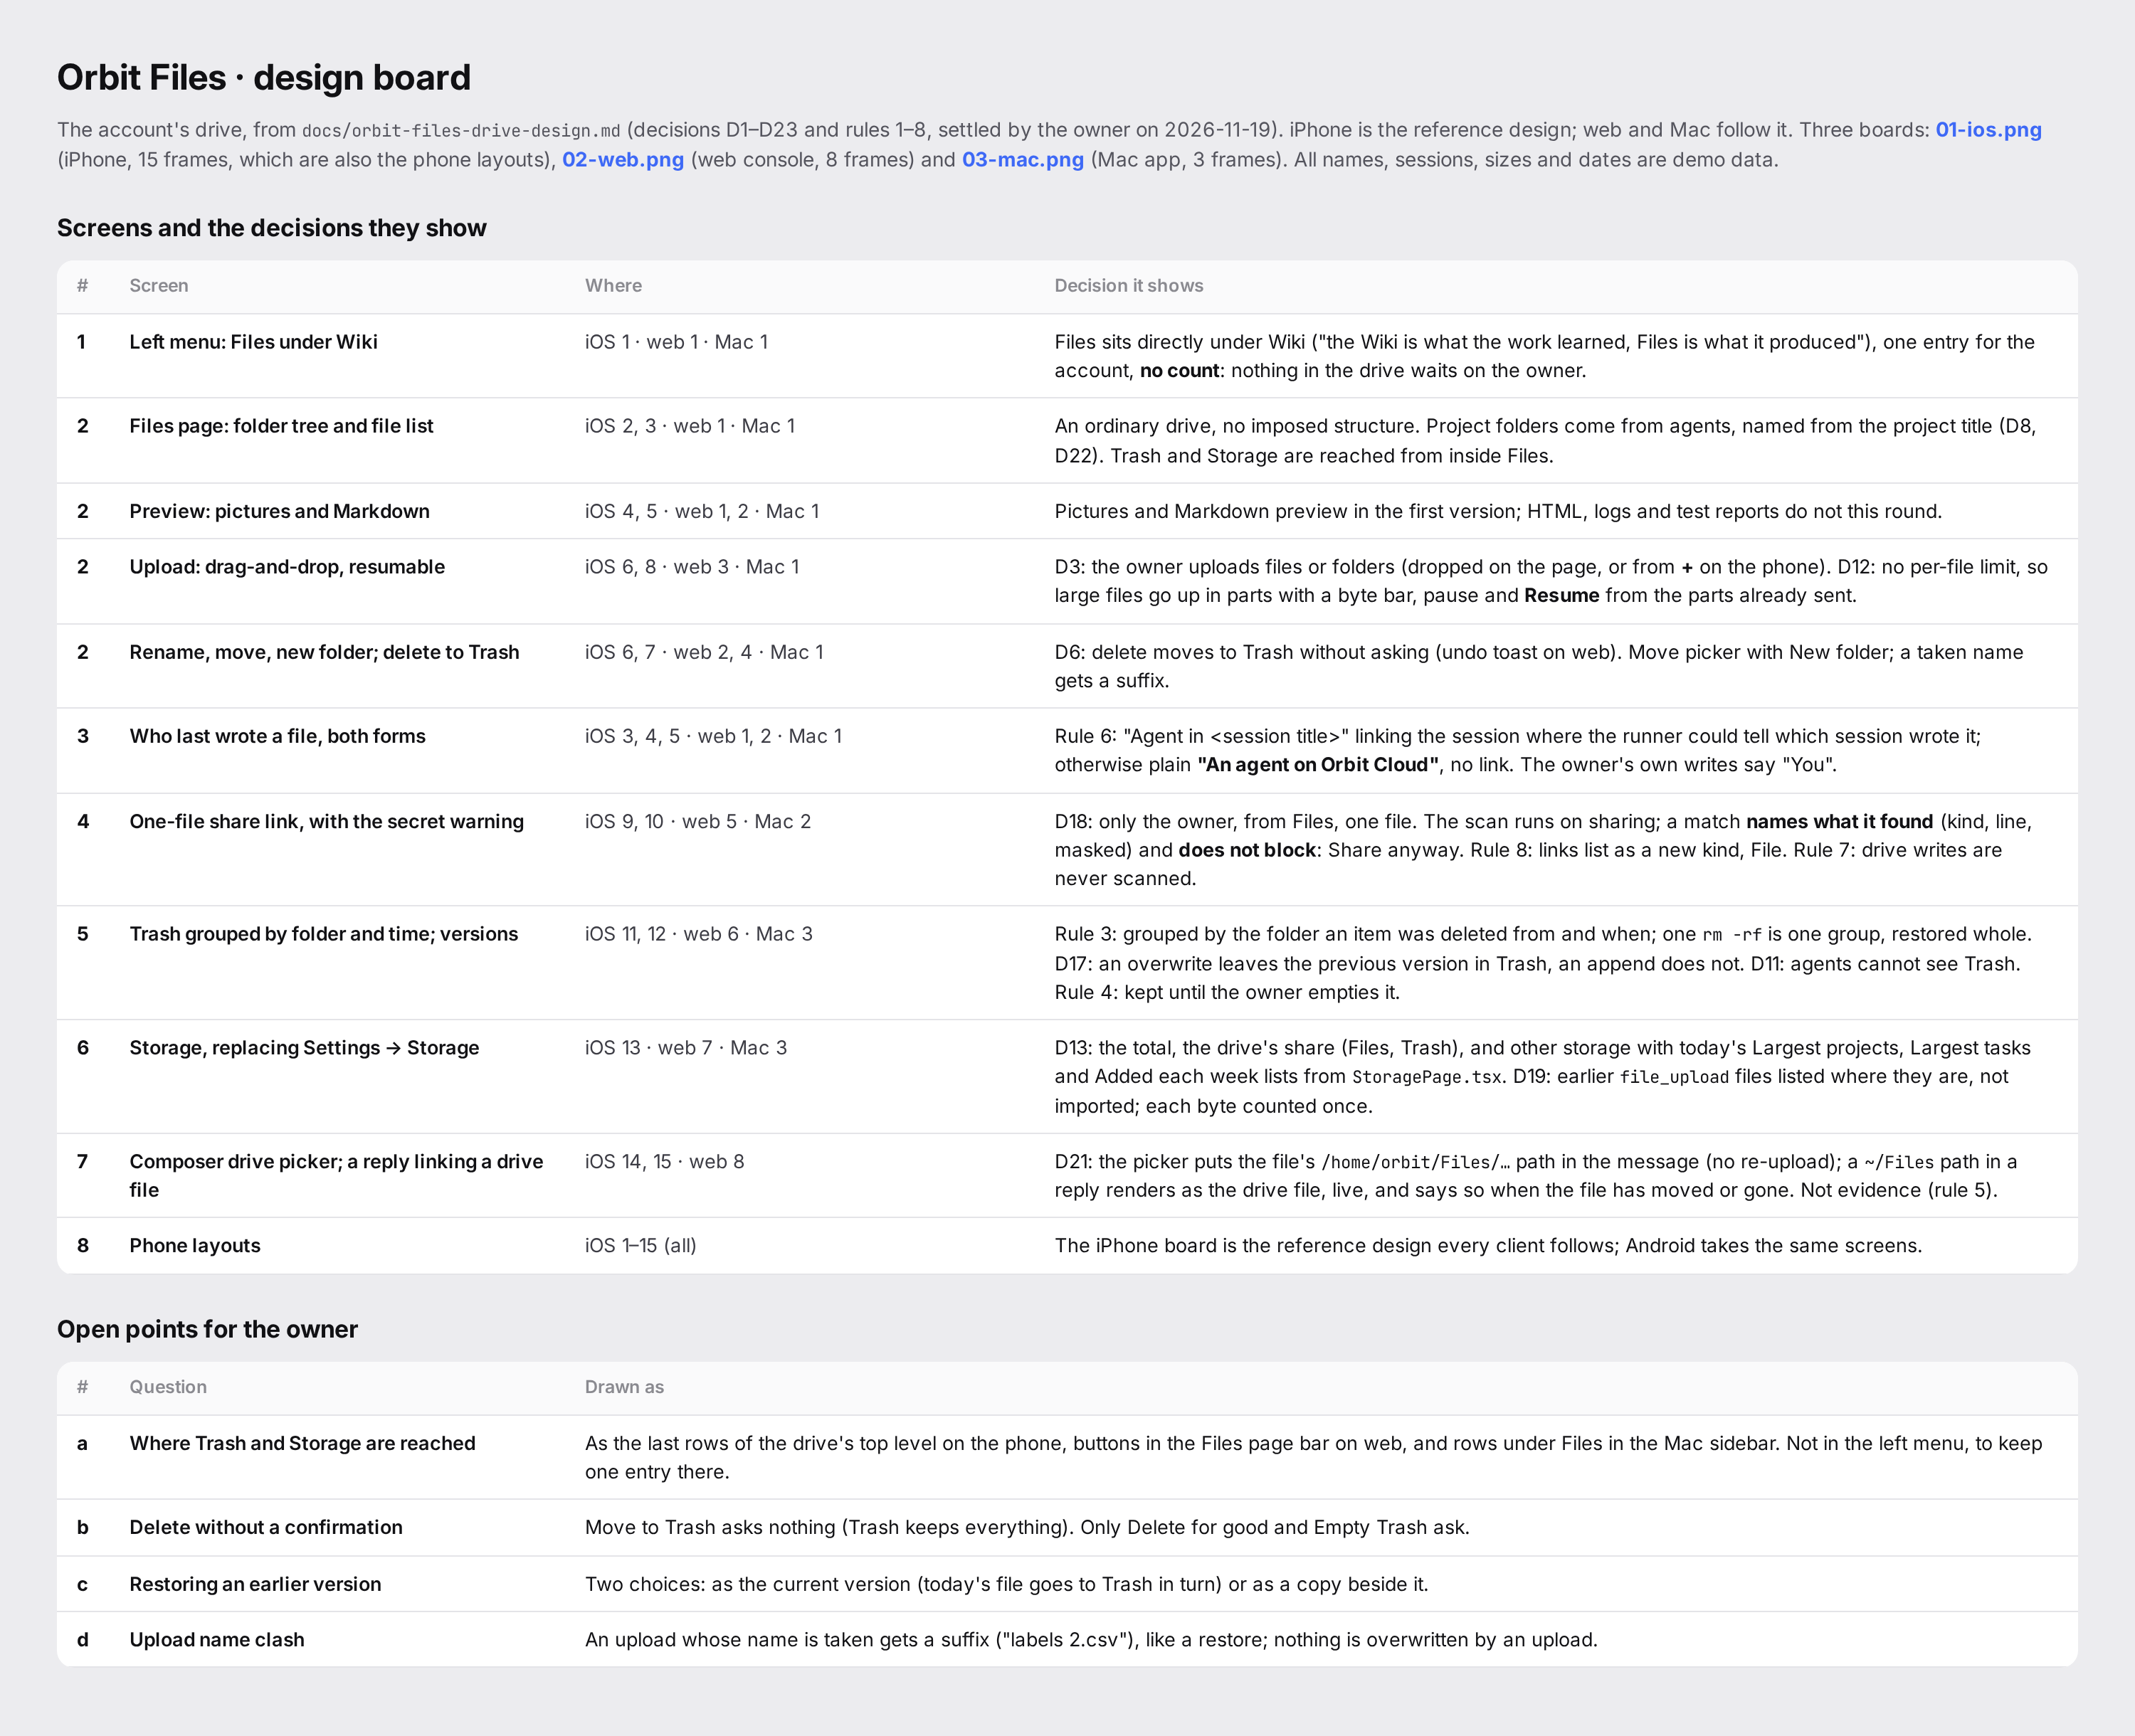 Orbit Files · design board
The account's drive, from docs/orbit-files-drive-design.md (decisions D1–D23 and rules 1–8, settled by the owner on 2026-11-19). iPhone is the reference design; web and Mac follow it. Three boards: 01-ios.png
(iPhone, 15 frames, which are also the phone layouts), 02-web.png (web console, 8 frames) and 03-mac.png (Mac app, 3 frames). All names, sessions, sizes and dates are demo data.
Screens and the decisions they show
# Screen Where Decision it shows
1 Left menu: Files under Wiki iOS 1 · web 1 · Mac 1 Files sits directly under Wiki ("the Wiki is what the work learned, Files is what it produced"), one entry for the
account, no count: nothing in the drive waits on the owner.
2 Files page: folder tree and file list iOS 2, 3 · web 1 · Mac 1 An ordinary drive, no imposed structure. Project folders come from agents, named from the project title (D8,
D22). Trash and Storage are reached from inside Files.
2 Preview: pictures and Markdown iOS 4, 5 · web 1, 2 · Mac 1 Pictures and Markdown preview in the first version; HTML, logs and test reports do not this round.
2 Upload: drag-and-drop, resumable iOS 6, 8 · web 3 · Mac 1 D3: the owner uploads files or folders (dropped on the page, or from + on the phone). D12: no per-file limit, so
large files go up in parts with a byte bar, pause and Resume from the parts already sent.
2 Rename, move, new folder; delete to Trash iOS 6, 7 · web 2, 4 · Mac 1 D6: delete moves to Trash without asking (undo toast on web). Move picker with New folder; a taken name
gets a suffix.
3 Who last wrote a file, both forms iOS 3, 4, 5 · web 1, 2 · Mac 1 Rule 6: "Agent in <session title>" linking the session where the runner could tell which session wrote it;
otherwise plain "An agent on Orbit Cloud", no link. The owner's own writes say "You".
4 One-file share link, with the secret warning iOS 9, 10 · web 5 · Mac 2 D18: only the owner, from Files, one file. The scan runs on sharing; a match names what it found (kind, line,
masked) and does not block: Share anyway. Rule 8: links list as a new kind, File. Rule 7: drive writes are
never scanned.
5 Trash grouped by folder and time; versions iOS 11, 12 · web 6 · Mac 3 Rule 3: grouped by the folder an item was deleted from and when; one rm -rf is one group, restored whole.
D17: an overwrite leaves the previous version in Trash, an append does not. D11: agents cannot see Trash.
Rule 4: kept until the owner empties it.
6 Storage, replacing Settings → Storage iOS 13 · web 7 · Mac 3 D13: the total, the drive's share (Files, Trash), and other storage with today's Largest projects, Largest tasks
and Added each week lists from StoragePage.tsx. D19: earlier file_upload files listed where they are, not
imported; each byte counted once.
7 Composer drive picker; a reply linking a drive iOS 14, 15 · web 8 D21: the picker puts the file's /home/orbit/Files/… path in the message (no re-upload); a ~/Files path in a
file reply renders as the drive file, live, and says so when the file has moved or gone. Not evidence (rule 5).
8 Phone layouts iOS 1–15 (all) The iPhone board is the reference design every client follows; Android takes the same screens.
Open points for the owner
# Question Drawn as
a Where Trash and Storage are reached As the last rows of the drive's top level on the phone, buttons in the Files page bar on web, and rows under Files in the Mac sidebar. Not in the left menu, to keep
one entry there.
b Delete without a confirmation Move to Trash asks nothing (Trash keeps everything). Only Delete for good and Empty Trash ask.
c Restoring an earlier version Two choices: as the current version (today's file goes to Trash in turn) or as a copy beside it.
d Upload name clash An upload whose name is taken gets a suffix ("labels 2.csv"), like a restore; nothing is overwritten by an upload.